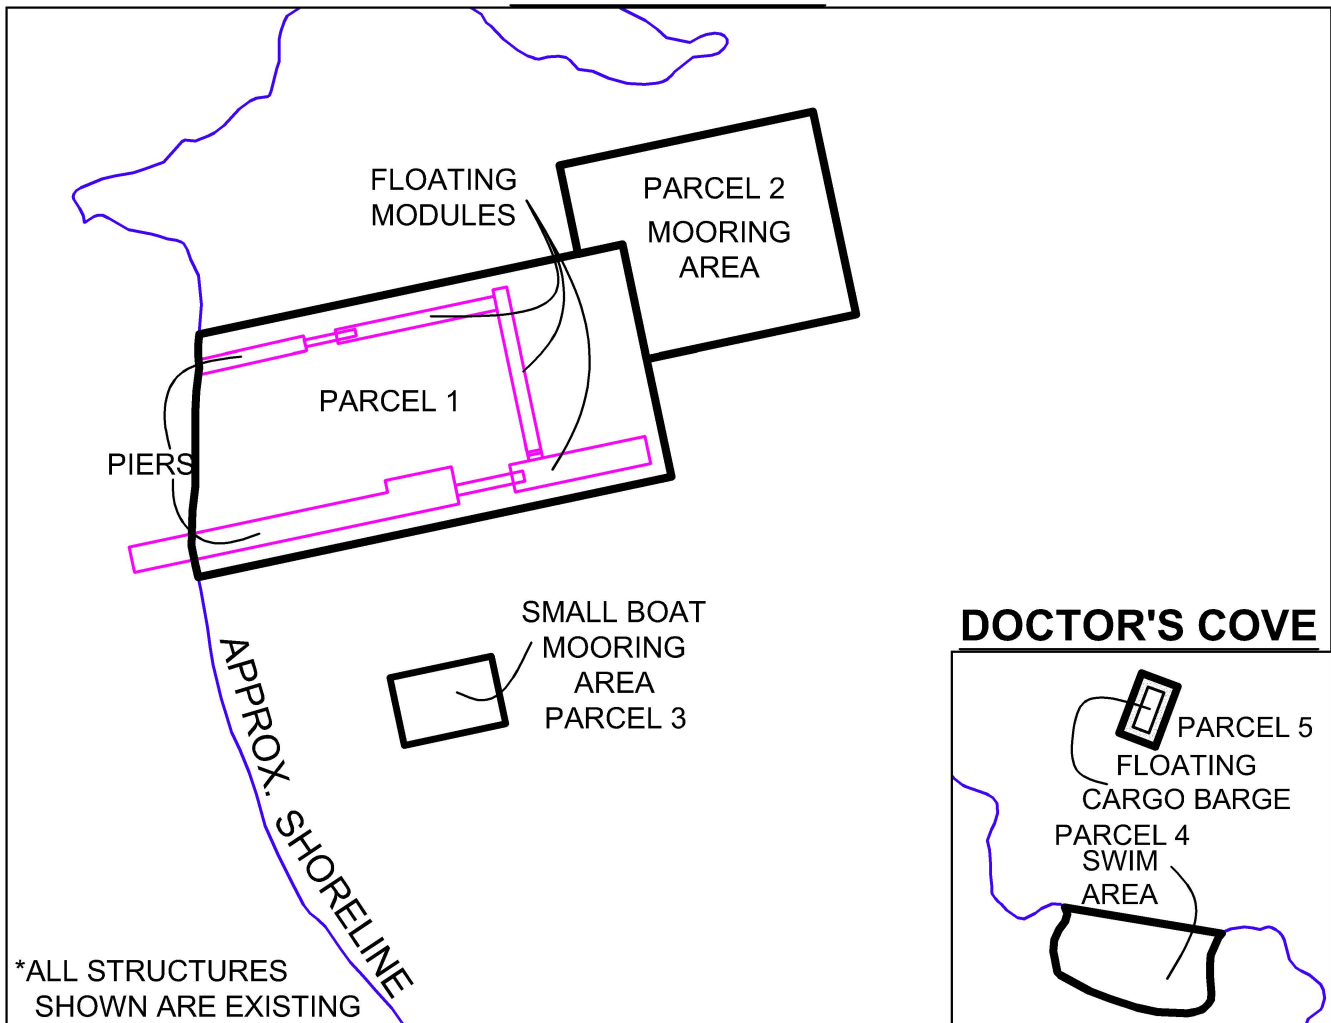 FLOATING
MODULES
PARCEL 2
MOORING
AREA
PARCEL 1
PIERS
SMALL BOAT
MOORING
AREA
PARCEL 3
APPROX. SHORELINE
DOCTOR'S COVE
PARCEL 5
FLOATING
CARGO BARGE
PARCEL 4
SWIM
AREA
*ALL STRUCTURES
SHOWN ARE EXISTING